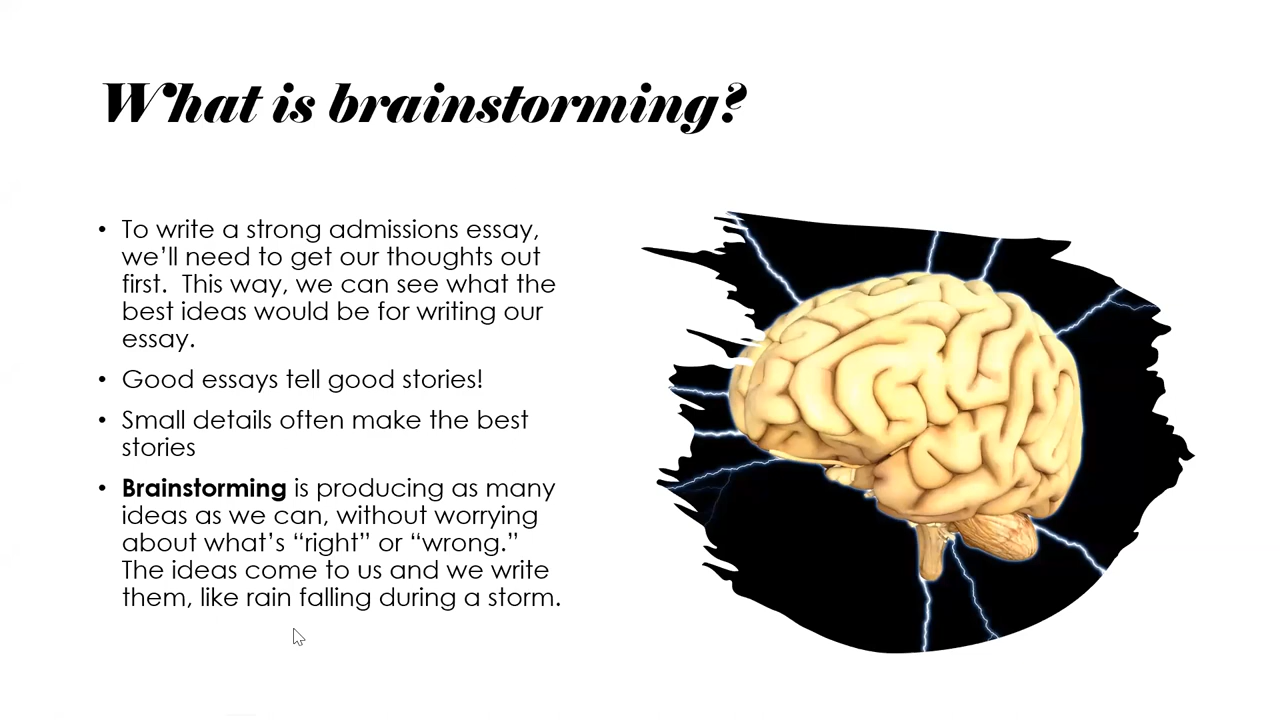 What is brainstorming?
• To write a strong admissions essay,
we’ll need to get our thoughts out
first.  This way, we can see what the
best ideas would be for writing our
essay.
• Good essays tell good stories!
• Small details often make the best
stories
• Brainstorming is producing as many
ideas as we can, without worrying
about what’s “right” or “wrong.”
The ideas come to us and we write
them, like rain falling during a storm.